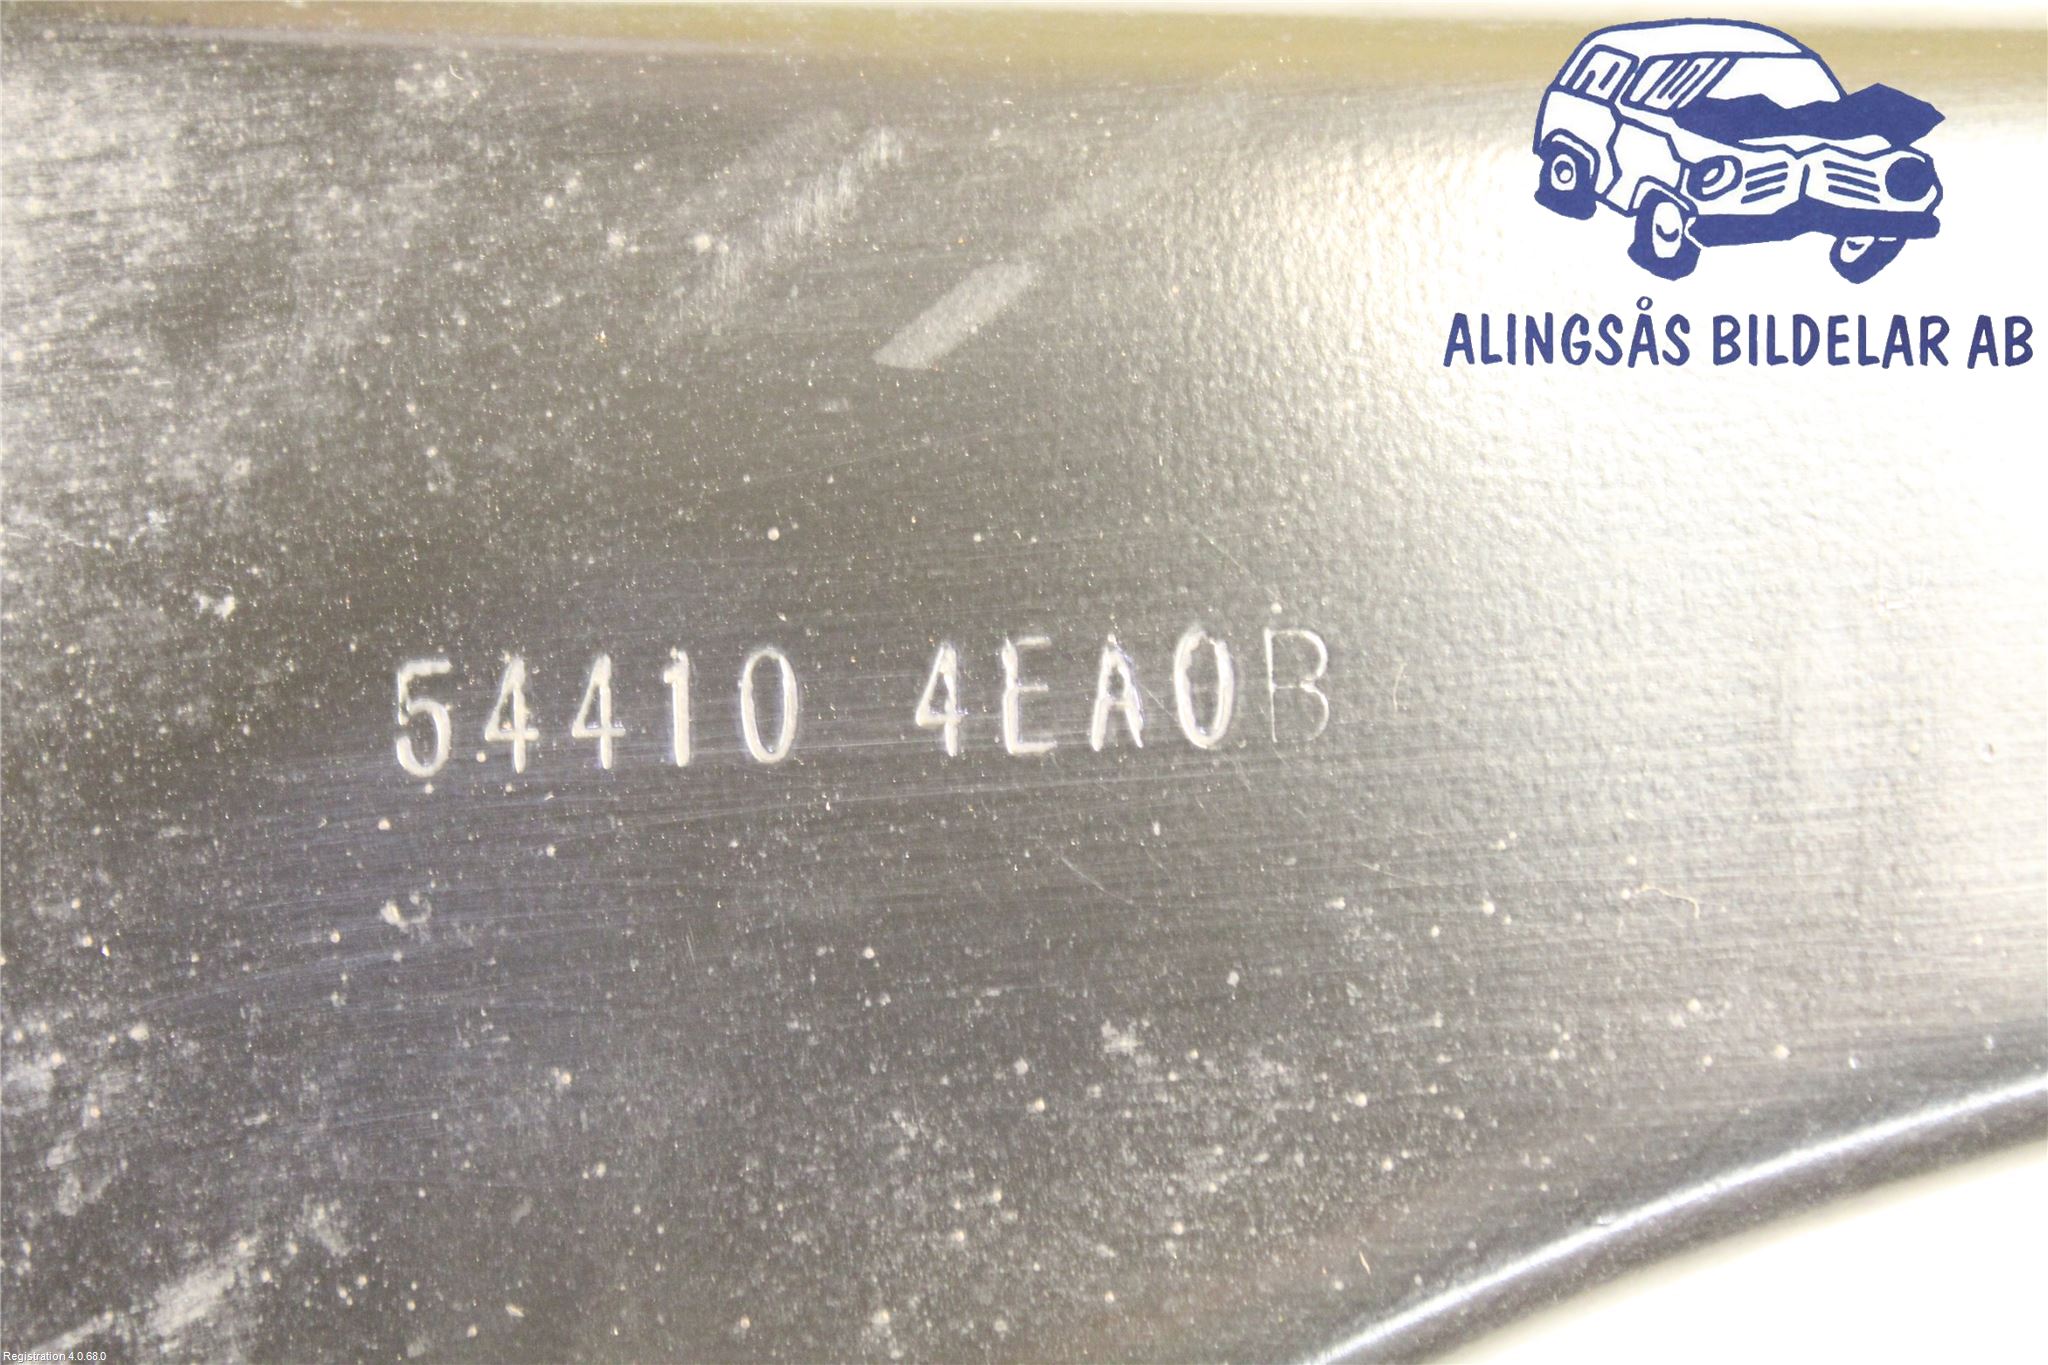 ALINGSÅS BILDELAR AB
54410 4EA0B
Registration 4.0.68.0